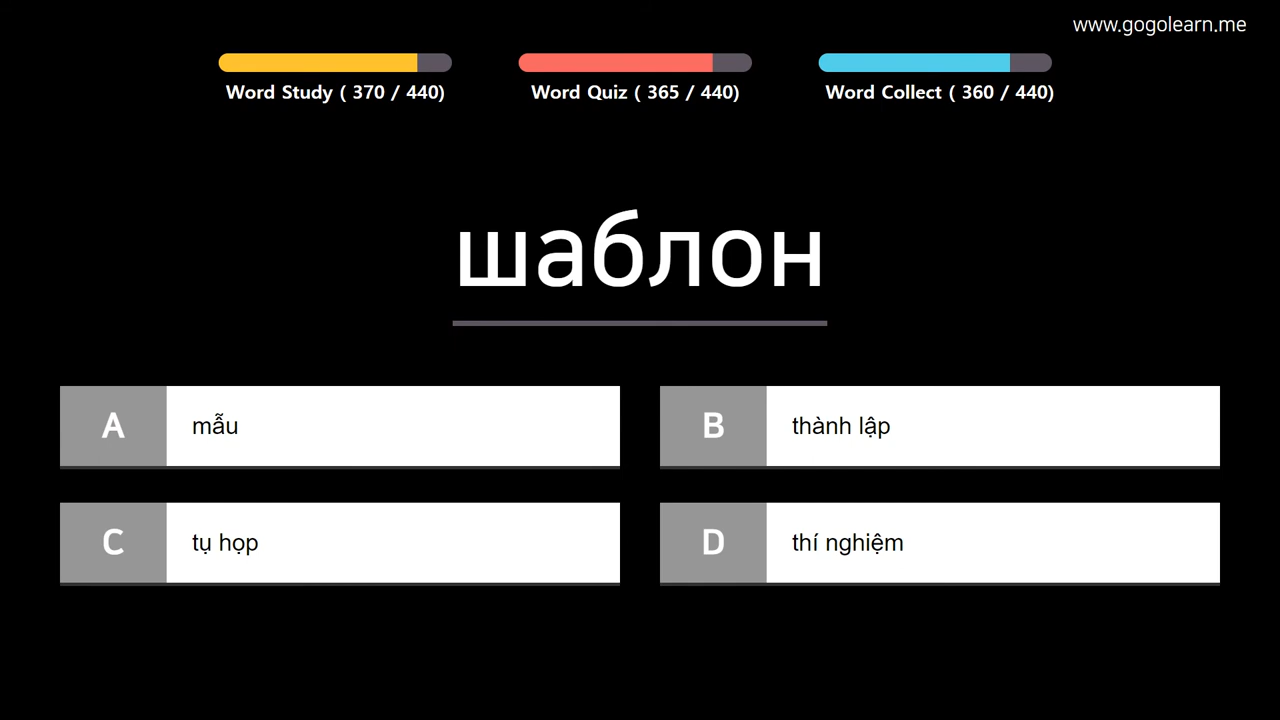 www.gogolearn.me
Word Study ( 370 / 440)
Word Quiz ( 365 / 440)
Word Collect ( 360 / 440)
шаблон
A
mẫu
B
thành lập
C
tụ họp
D
thí nghiệm